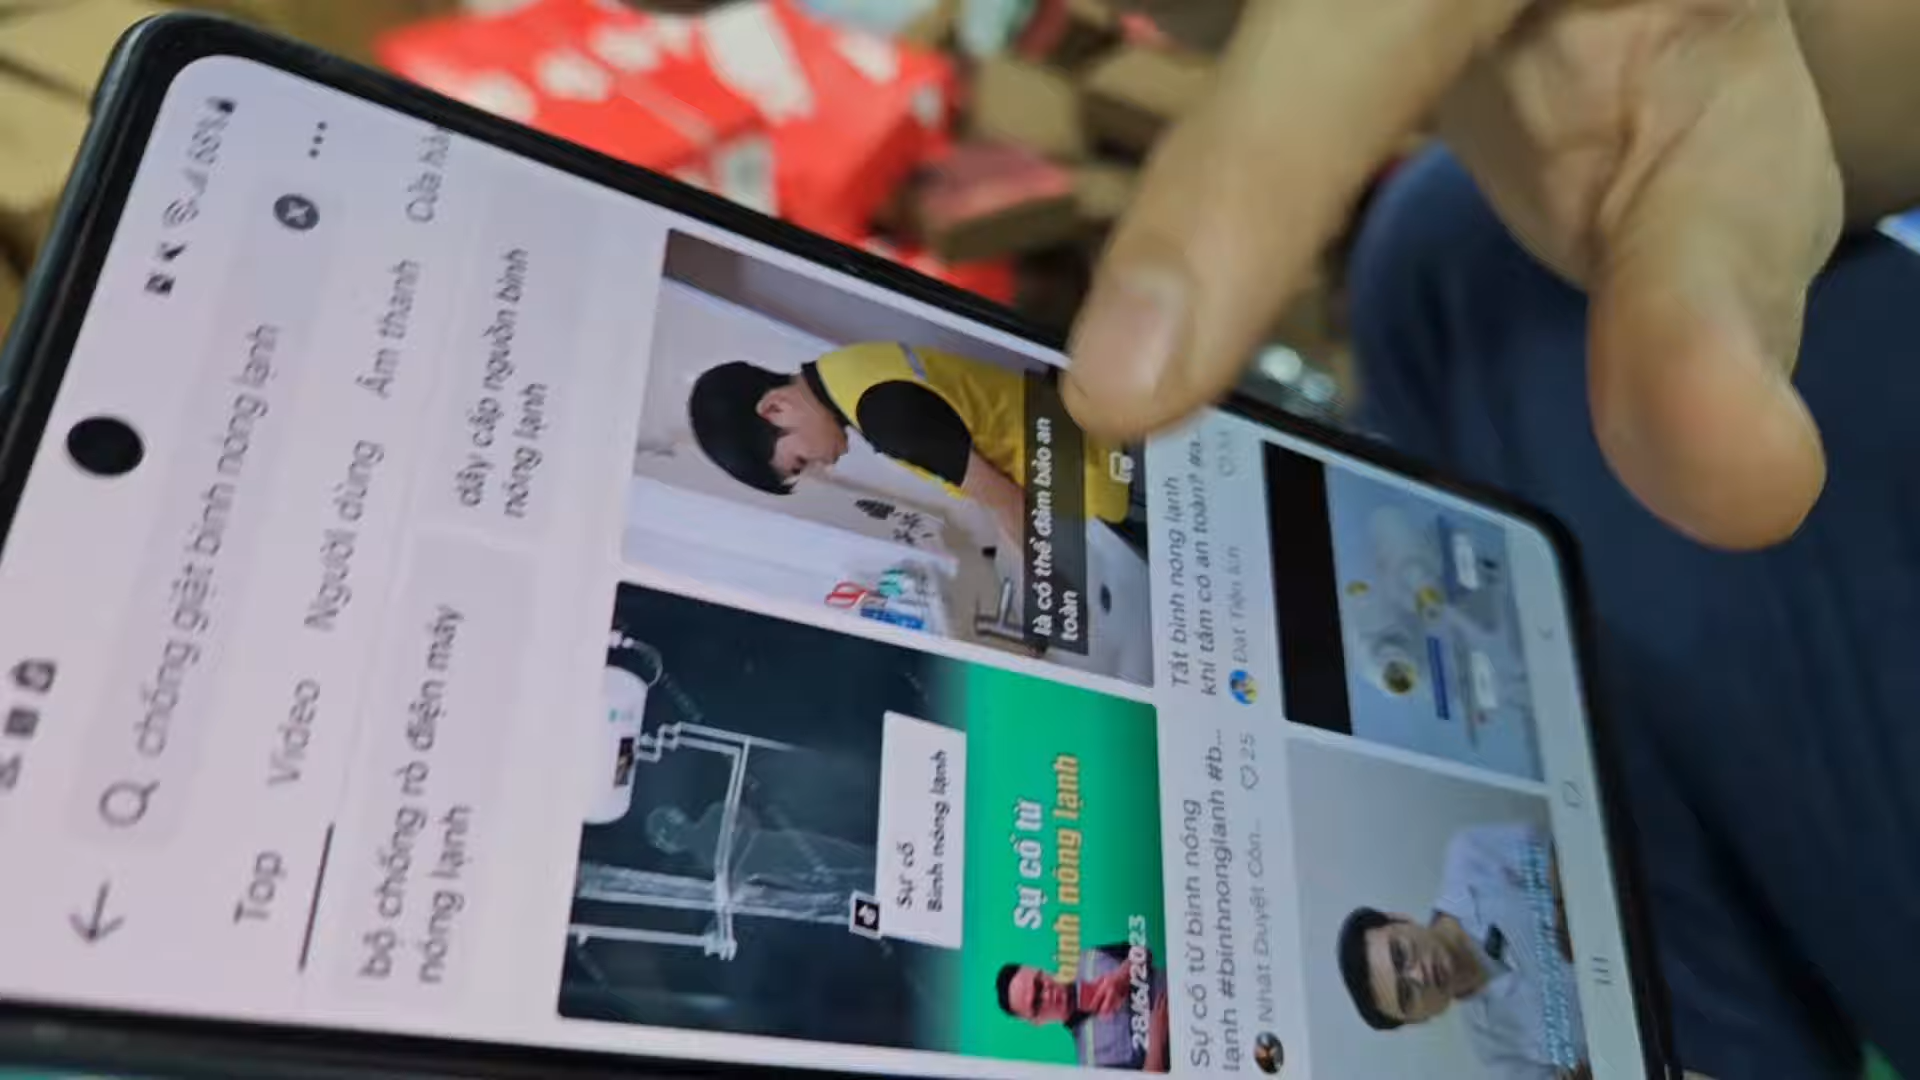 68%
chống giật bình nóng lạnh
Top
Video
Người dùng
Âm thanh
Cửa hà
bộ chống rò điện máy
nóng lạnh
dây cấp nguồn bình
nóng lạnh
Sự cố
Bình nóng lạnh
Sự cố từ
bình nóng lạnh
28/6/2023
Sự cố từ bình nóng
lạnh #binhnonglanh #b...
Nhật Duyệt Côn...
25
là có thể đảm bảo an
toàn
Tắt bình nóng lạnh
khi tắm có an toàn? #a...
Đạt Tiện Ích